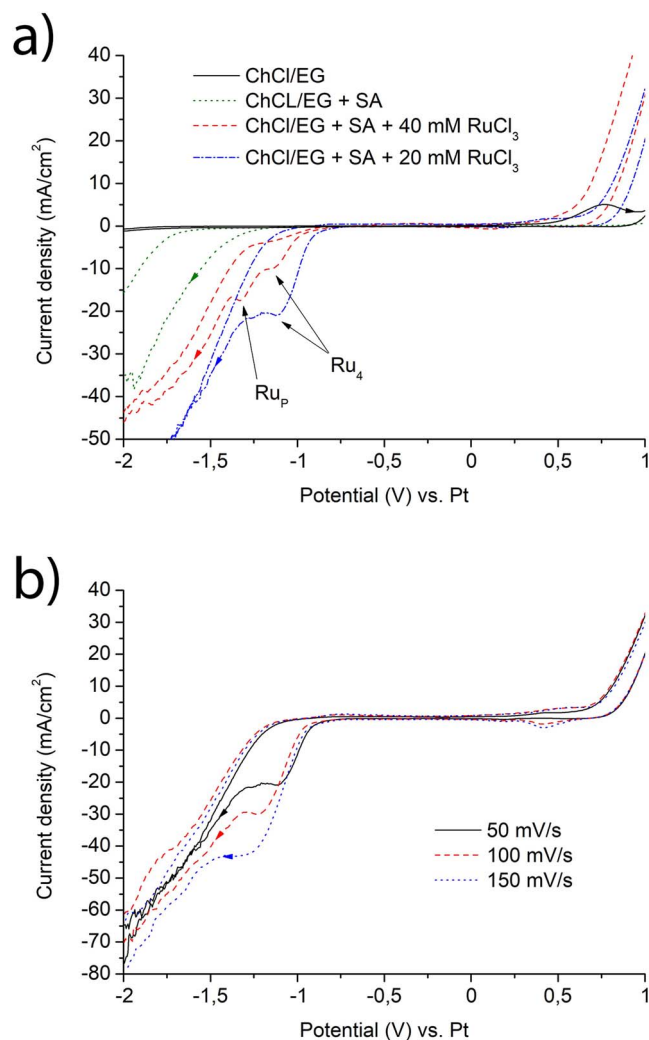 a)
40
30
20
10
0
-10
-20
-30
-40
-50
Current density (mA/cm²)
ChCl/EG
ChCL/EG + SA
ChCl/EG + SA + 40 mM RuCl₃
ChCl/EG + SA + 20 mM RuCl₃
Ru_P
Ru₄
-2 -1,5 -1 -0,5 0 0,5 1
Potential (V) vs. Pt
b)
40
30
20
10
0
-10
-20
-30
-40
-50
-60
-70
-80
Current density (mA/cm²)
50 mV/s
100 mV/s
150 mV/s
-2 -1,5 -1 -0,5 0 0,5 1
Potential (V) vs. Pt